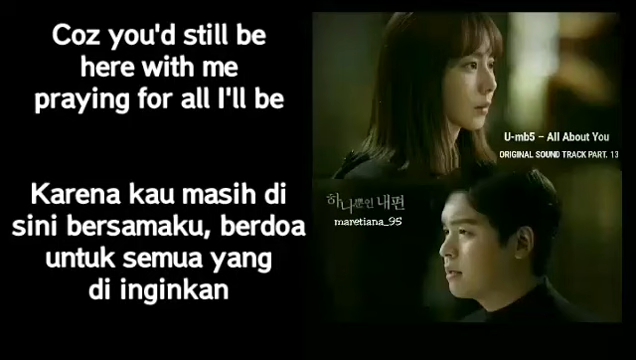 Coz you'd still be
here with me
praying for all I'll be
Karena kau masih di
sini bersamaku, berdoa
untuk semua yang
di inginkan
U-mb5 – All About You
ORIGINAL SOUND TRACK PART. 13
하나뿐인 내편
maretiana_95